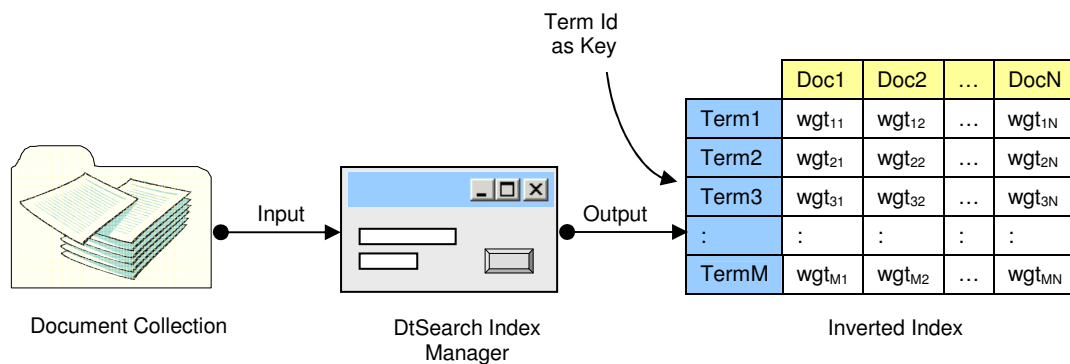 Term Id
as Key
Doc1 Doc2 … DocN
Term1 wgt₁₁ wgt₁₂ … wgt₁N
Term2 wgt₂₁ wgt₂₂ … wgt₂N
Term3 wgt₃₁ wgt₃₂ … wgt₃N
: : : : :
TermM wgtM₁ wgtM₂ … wgtMN
Input
Output
Document Collection
DtSearch Index
Manager
Inverted Index